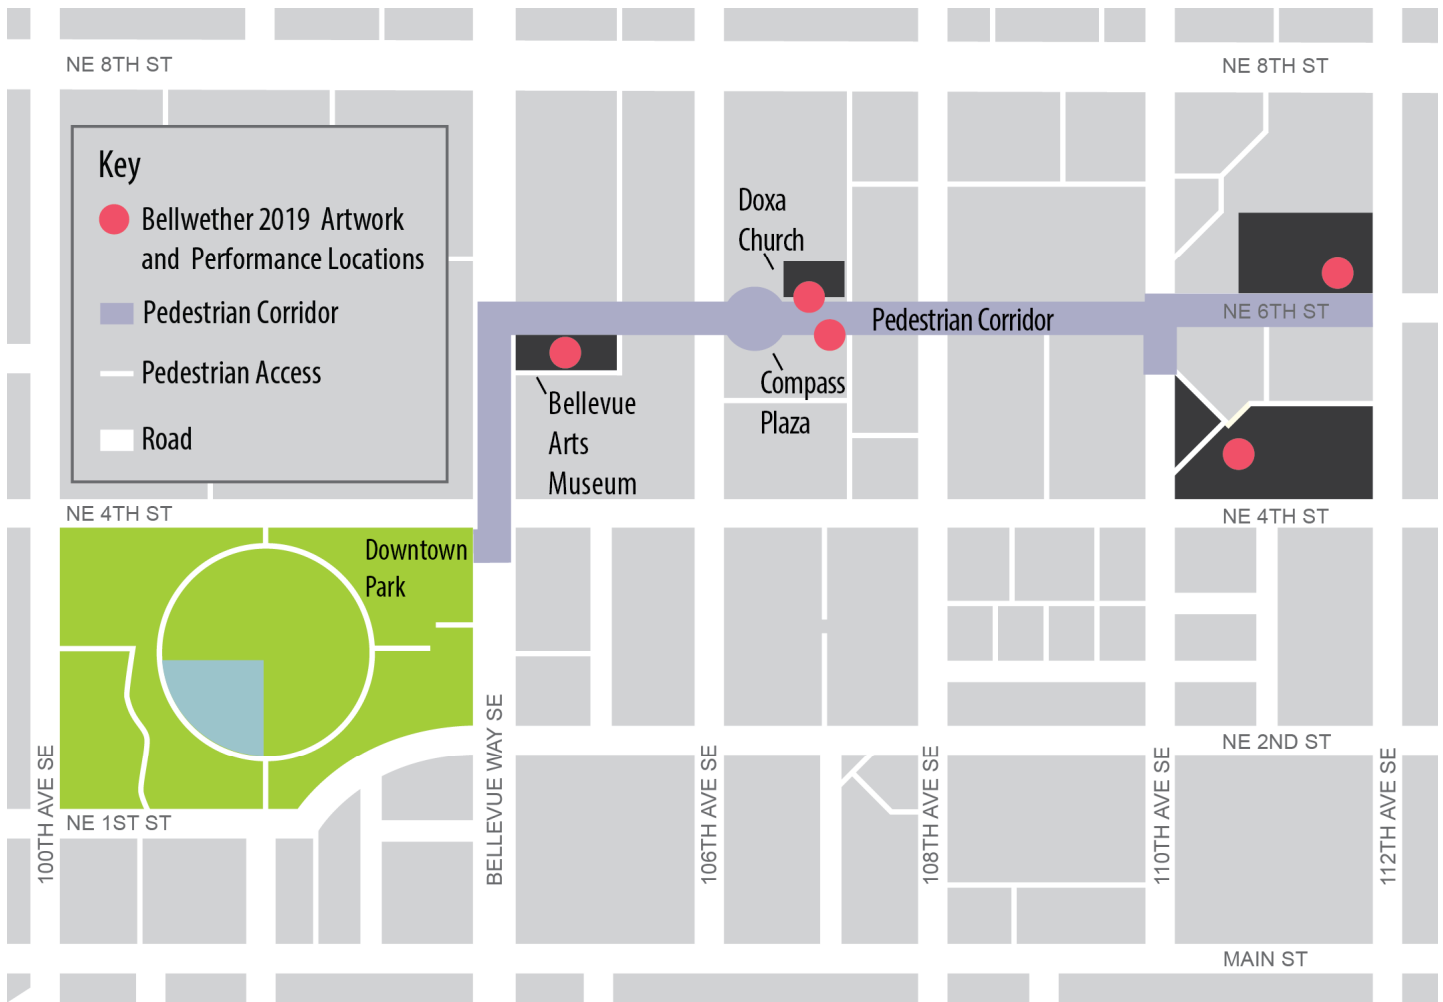 NE 8TH ST
NE 8TH ST
Key
Bellwether 2019 Artwork
and Performance Locations
Pedestrian Corridor
Pedestrian Access
Road
Doxa
Church
NE 6TH ST
Pedestrian Corridor
Compass
Plaza
Bellevue
Arts
Museum
NE 4TH ST
NE 4TH ST
Downtown
Park
NE 2ND ST
NE 1ST ST
100TH AVE SE
BELLEVUE WAY SE
106TH AVE SE
108TH AVE SE
110TH AVE SE
112TH AVE SE
MAIN ST